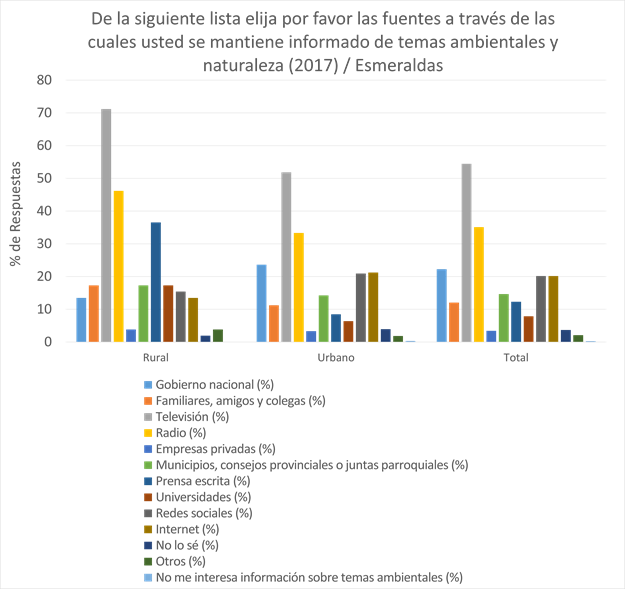 De la siguiente lista elija por favor las fuentes a través de las
cuales usted se mantiene informado de temas ambientales y
naturaleza (2017) / Esmeraldas
80
70
60
50
40
30
20
10
0
% de Respuestas
Rural
Urbano
Total
Gobierno nacional (%)
Familiares, amigos y colegas (%)
Televisión (%)
Radio (%)
Empresas privadas (%)
Municipios, consejos provinciales o juntas parroquiales (%)
Prensa escrita (%)
Universidades (%)
Redes sociales (%)
Internet (%)
No lo sé (%)
Otros (%)
No me interesa información sobre temas ambientales (%)